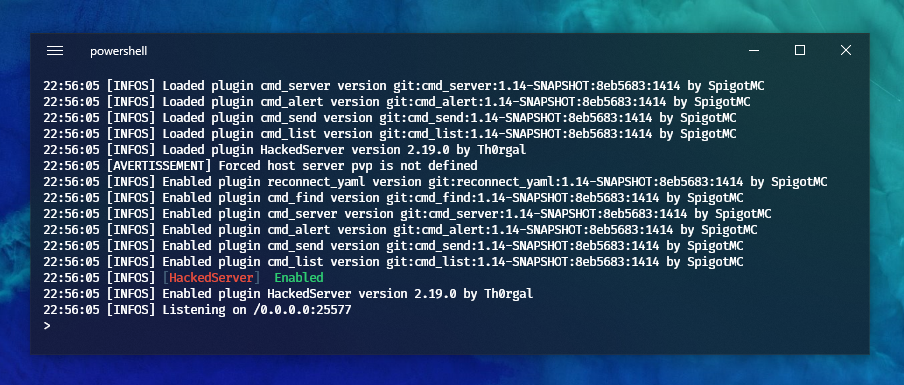 powershell
22:56:05 [INFOS] Loaded plugin cmd_server version git:cmd_server:1.14-SNAPSHOT:8eb5683:1414 by SpigotMC
22:56:05 [INFOS] Loaded plugin cmd_alert version git:cmd_alert:1.14-SNAPSHOT:8eb5683:1414 by SpigotMC
22:56:05 [INFOS] Loaded plugin cmd_send version git:cmd_send:1.14-SNAPSHOT:8eb5683:1414 by SpigotMC
22:56:05 [INFOS] Loaded plugin cmd_list version git:cmd_list:1.14-SNAPSHOT:8eb5683:1414 by SpigotMC
22:56:05 [INFOS] Loaded plugin HackedServer version 2.19.0 by Th0rgal
22:56:05 [AVERTISSEMENT] Forced host server pvp is not defined
22:56:05 [INFOS] Enabled plugin reconnect_yaml version git:reconnect_yaml:1.14-SNAPSHOT:8eb5683:1414 by SpigotMC
22:56:05 [INFOS] Enabled plugin cmd_find version git:cmd_find:1.14-SNAPSHOT:8eb5683:1414 by SpigotMC
22:56:05 [INFOS] Enabled plugin cmd_server version git:cmd_server:1.14-SNAPSHOT:8eb5683:1414 by SpigotMC
22:56:05 [INFOS] Enabled plugin cmd_alert version git:cmd_alert:1.14-SNAPSHOT:8eb5683:1414 by SpigotMC
22:56:05 [INFOS] Enabled plugin cmd_send version git:cmd_send:1.14-SNAPSHOT:8eb5683:1414 by SpigotMC
22:56:05 [INFOS] Enabled plugin cmd_list version git:cmd_list:1.14-SNAPSHOT:8eb5683:1414 by SpigotMC
22:56:05 [INFOS] [HackedServer] Enabled
22:56:05 [INFOS] Enabled plugin HackedServer version 2.19.0 by Th0rgal
22:56:05 [INFOS] Listening on /0.0.0.0:25577
>